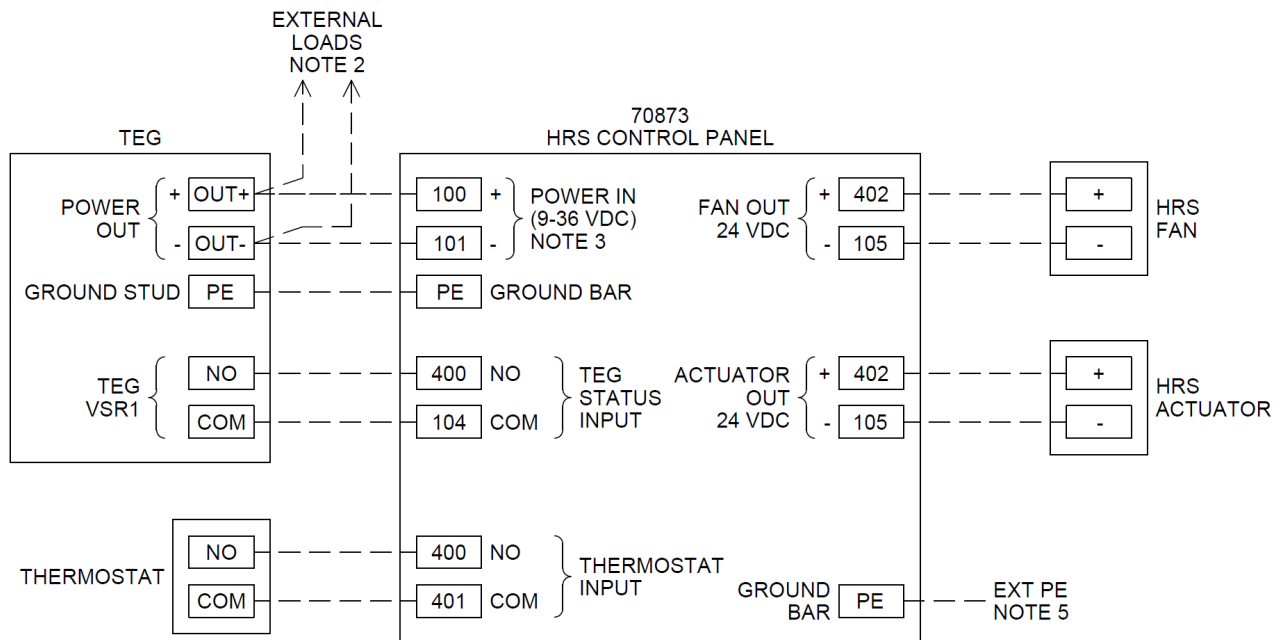 EXTERNAL
LOADS
NOTE 2
TEG
70873
HRS CONTROL PANEL
POWER
OUT
+ OUT+
- OUT-
100 +
101 -
POWER IN
(9-36 VDC)
NOTE 3
FAN OUT
24 VDC
+ 402
- 105
+
-
HRS
FAN
GROUND STUD PE
PE GROUND BAR
TEG
VSR1
NO
COM
400 NO
104 COM
TEG
STATUS
INPUT
ACTUATOR
OUT
24 VDC
+ 402
- 105
+
-
HRS
ACTUATOR
THERMOSTAT
NO
COM
400 NO
401 COM
THERMOSTAT
INPUT
GROUND
BAR
PE
EXT PE
NOTE 5